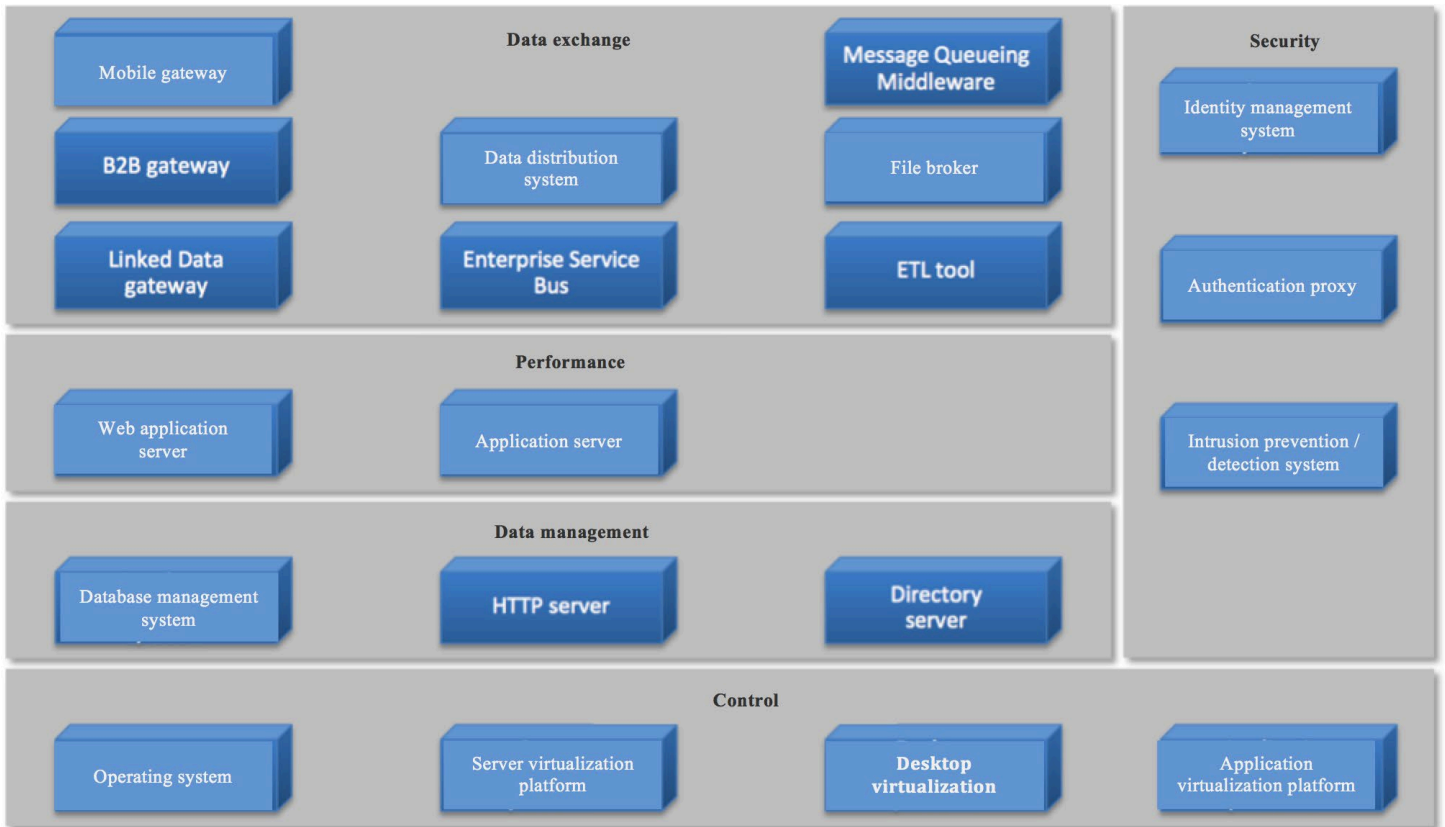 Data exchange
Mobile gateway
Message Queueing
Middleware
B2B gateway
Data distribution
system
File broker
Linked Data
gateway
Enterprise Service
Bus
ETL tool
Security
Identity management
system
Authentication proxy
Intrusion prevention /
detection system
Performance
Web application
server
Application server
Data management
Database management
system
HTTP server
Directory
server
Control
Operating system
Server virtualization
platform
Desktop
virtualization
Application
virtualization platform